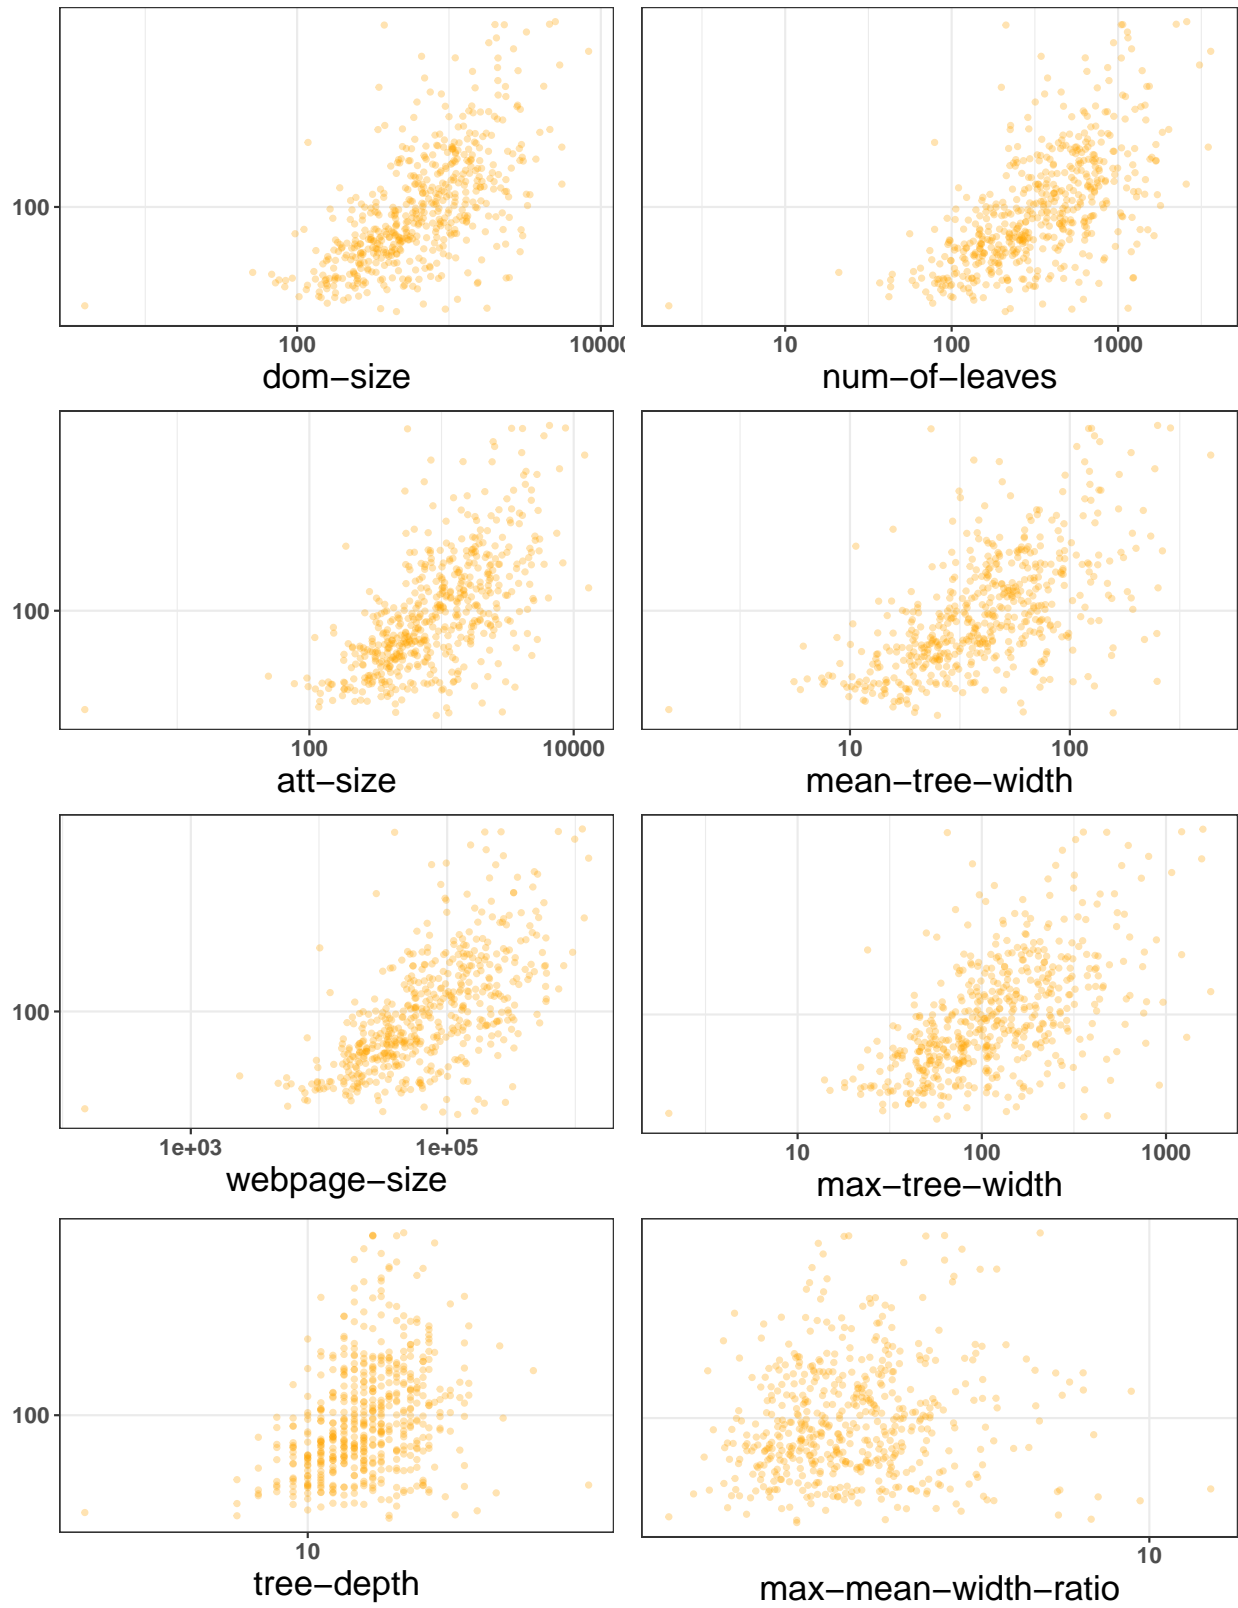 100
100 10000
dom−size
10 100 1000
num−of−leaves
100
100 10000
att−size
10 100
mean−tree−width
100
1e+03 1e+05
webpage−size
10 100 1000
max−tree−width
100
10
tree−depth
10
max−mean−width−ratio